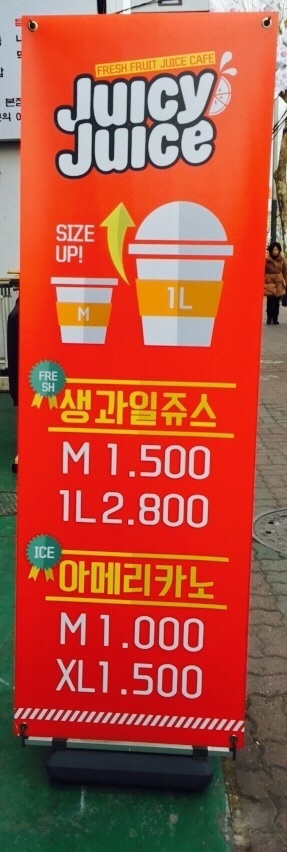 FRESH FRUIT JUICE CAFE
Juicy
Juice
SIZE
UP!
M
1L
FRE
SH
생과일쥬스
M 1.500
1L 2.800
ICE
아메리카노
M 1.000
XL 1.500